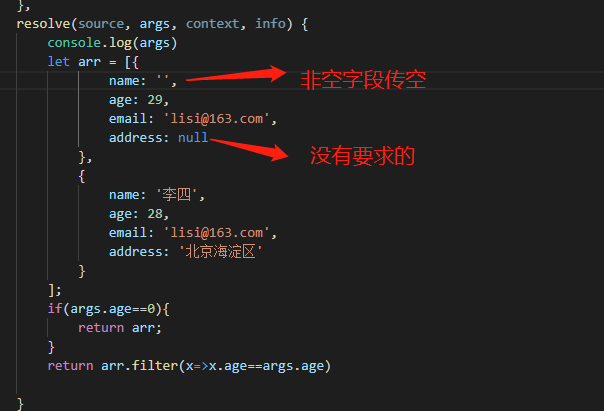 },
resolve(source, args, context, info) {
console.log(args)
let arr = [{
name: '', 非空字段传空
age: 29,
email: 'lisi@163.com',
address: null 没有要求的
},
{
name: '李四',
age: 28,
email: 'lisi@163.com',
address: '北京海淀区'
}
];
if(args.age==0){
return arr;
}
return arr.filter(x=>x.age==args.age)
}